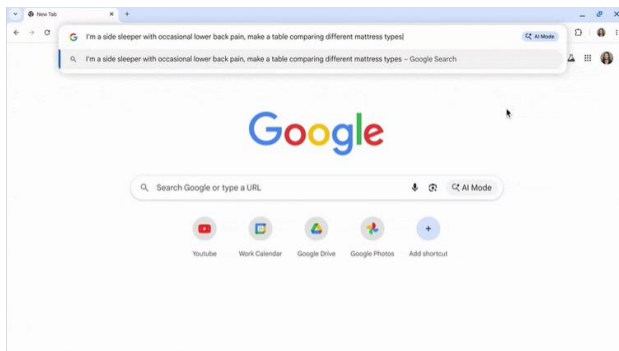 New Tab
I'm a side sleeper with occasional lower back pain, make a table comparing different mattress types
AI Mode
I'm a side sleeper with occasional lower back pain, make a table comparing different mattress types – Google Search
Google
Search Google or type a URL
AI Mode
Youtube
Work Calendar
Google Drive
Google Photos
Add shortcut